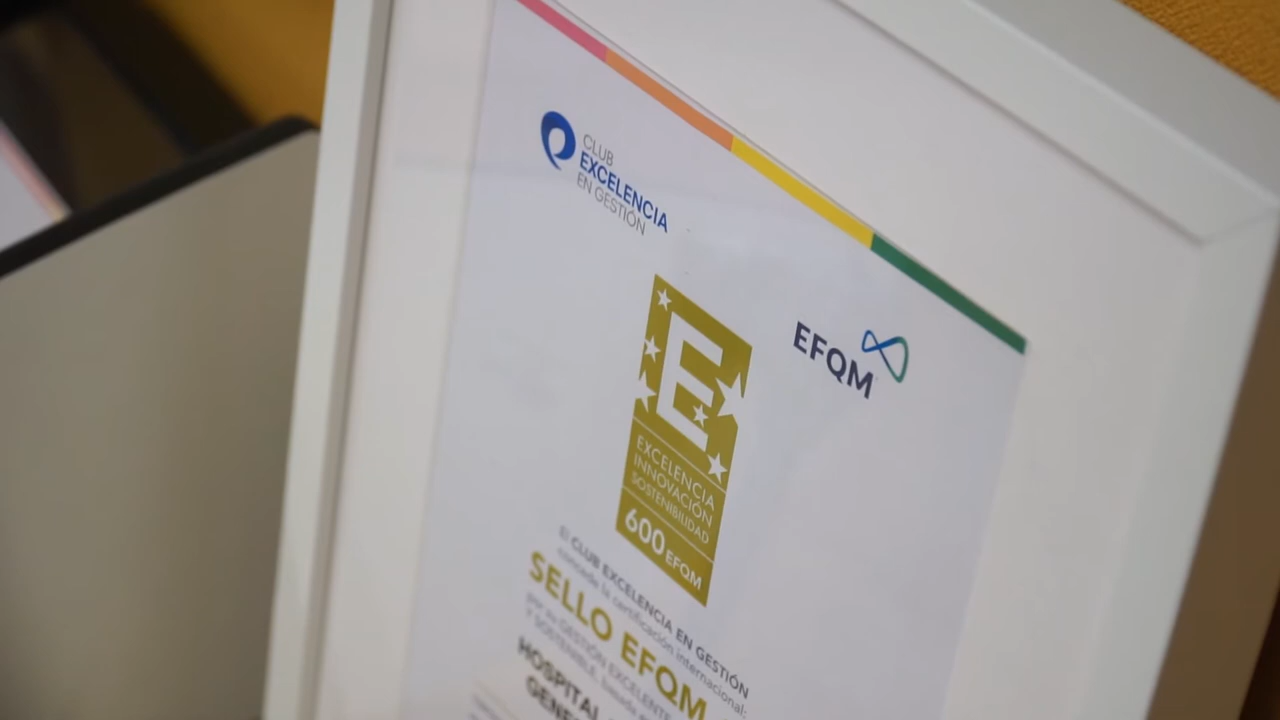 CLUB
EXCELENCIA
EN GESTIÓN
EFQM
E
EXCELENCIA
INNOVACIÓN
SOSTENIBILIDAD
600 EFQM
El CLUB EXCELENCIA EN GESTIÓN
concede la certificación internacional:
SELLO EFQM
por su GESTIÓN EXCELENTE
Y SOSTENIBLE, basada
HOSPITAL